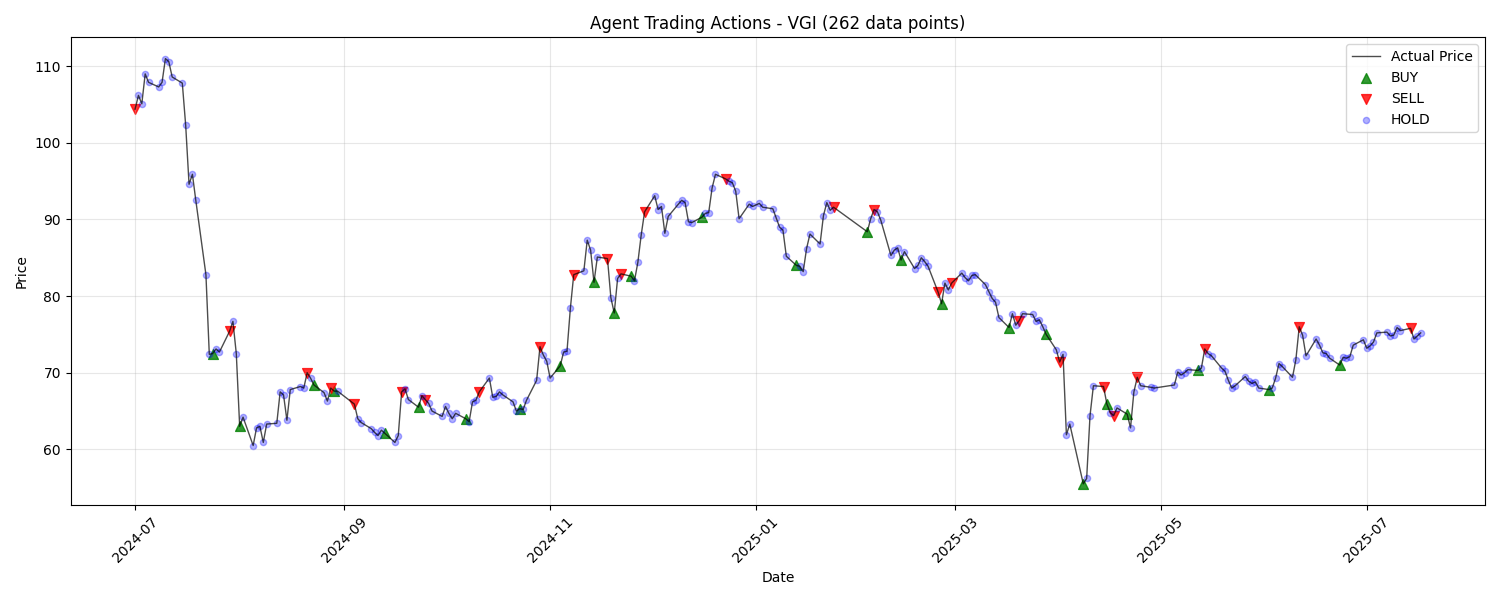 Agent Trading Actions - VGI (262 data points)
Actual Price
BUY
SELL
HOLD
Price
110
100
90
80
70
60
2024-07
2024-09
2024-11
2025-01
2025-03
2025-05
2025-07
Date